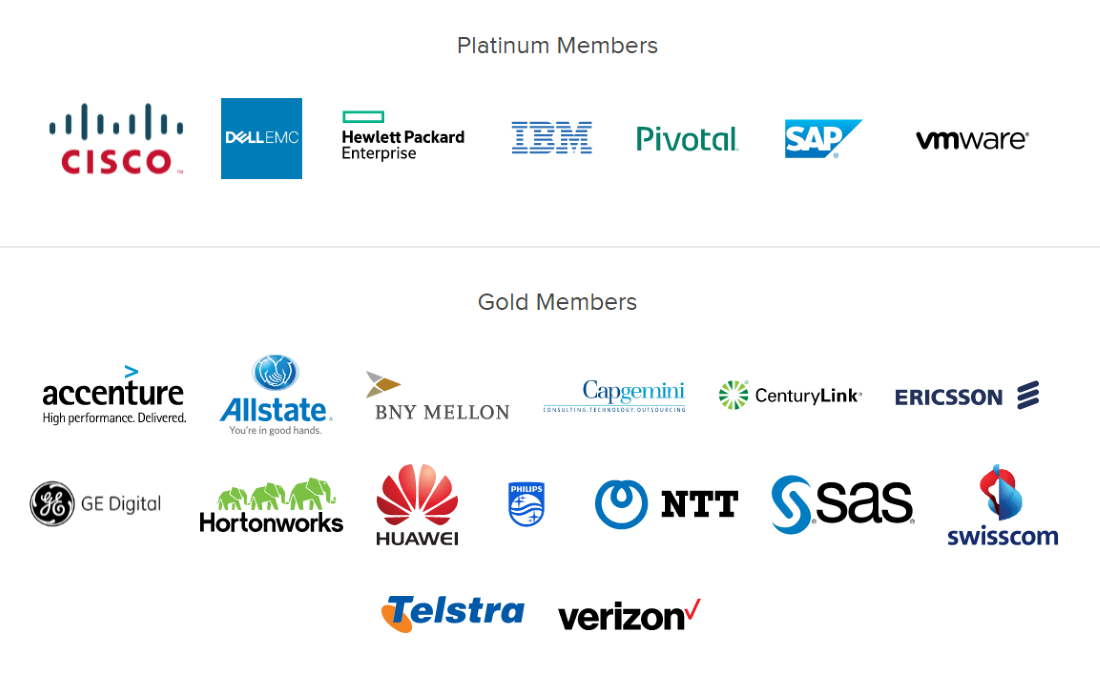 Platinum Members
CISCO™
DELLEMC
Hewlett Packard
Enterprise
IBM
Pivotal
SAP®
vmware®
Gold Members
accenture
High performance. Delivered.
Allstate®
You're in good hands.
BNY MELLON
Capgemini
CONSULTING.TECHNOLOGY.OUTSOURCING
CenturyLink®
ERICSSON
GE GE Digital
Hortonworks
HUAWEI
PHILIPS
NTT
sas®
swisscom
Telstra
verizon✓